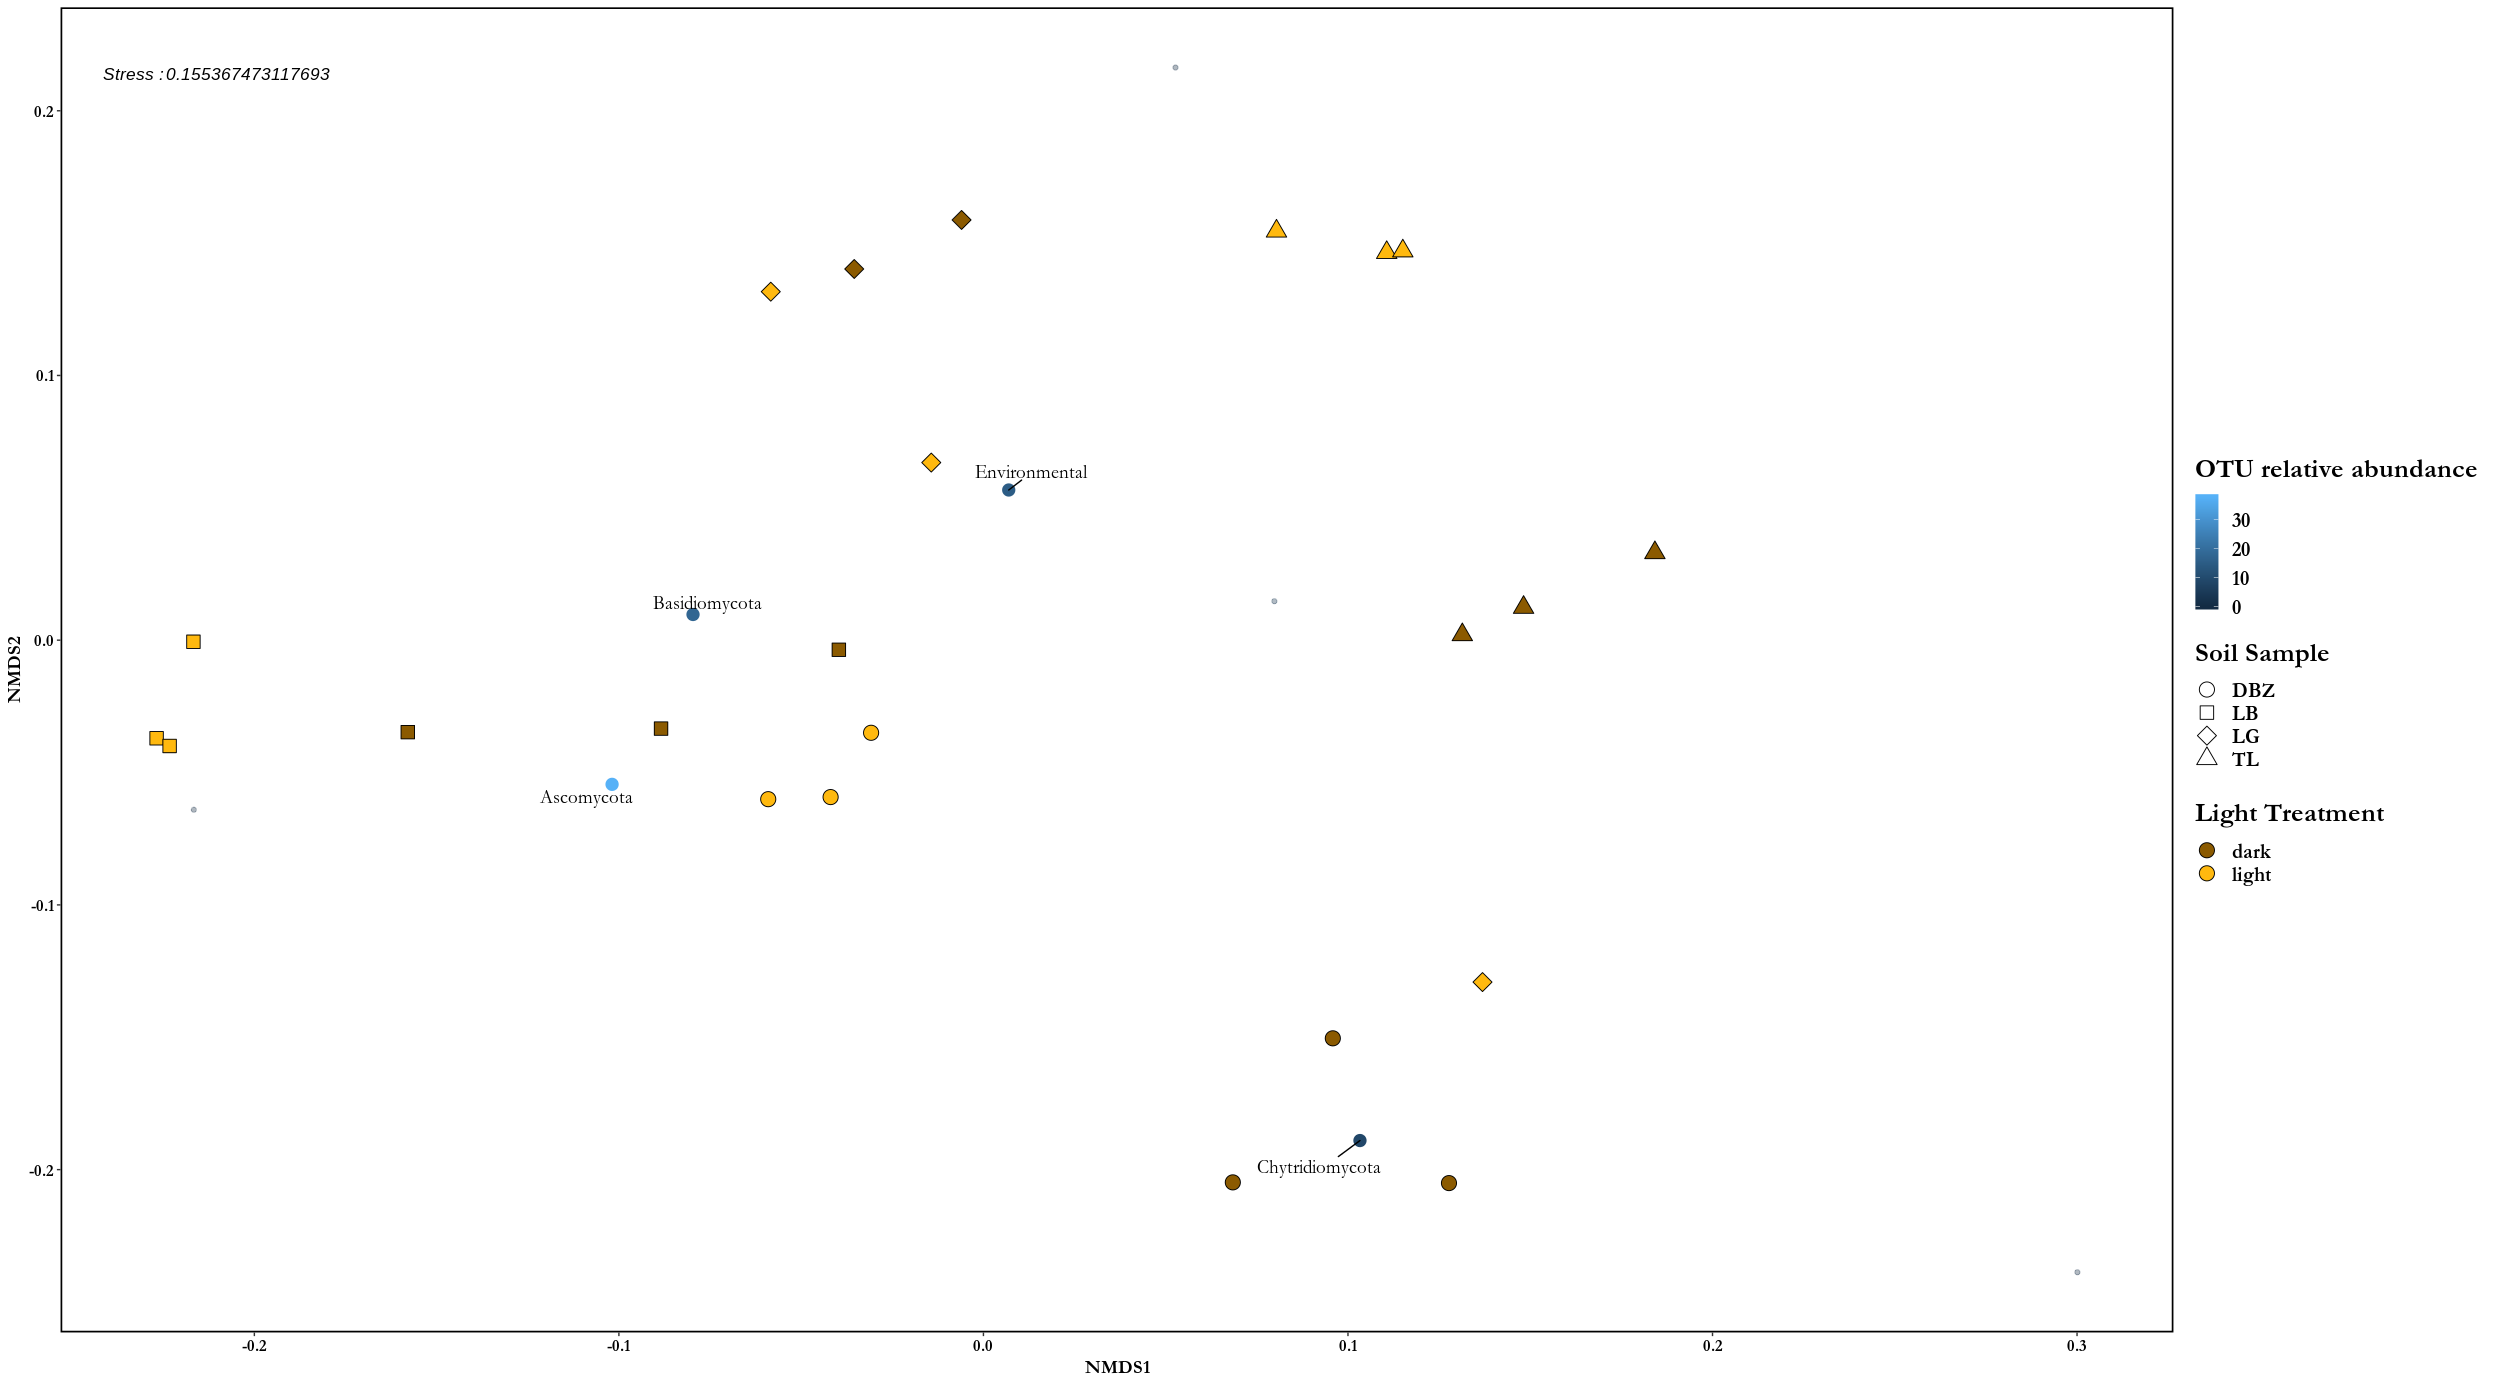 Stress : 0.155367473117693
0.2
0.1
0.0
-0.1
-0.2
NMDS2
Environmental
Basidiomycota
Ascomycota
Chytridiomycota
-0.2
-0.1
0.0
0.1
0.2
0.3
NMDS1
OTU relative abundance
30
20
10
0
Soil Sample
DBZ
LB
LG
TL
Light Treatment
dark
light